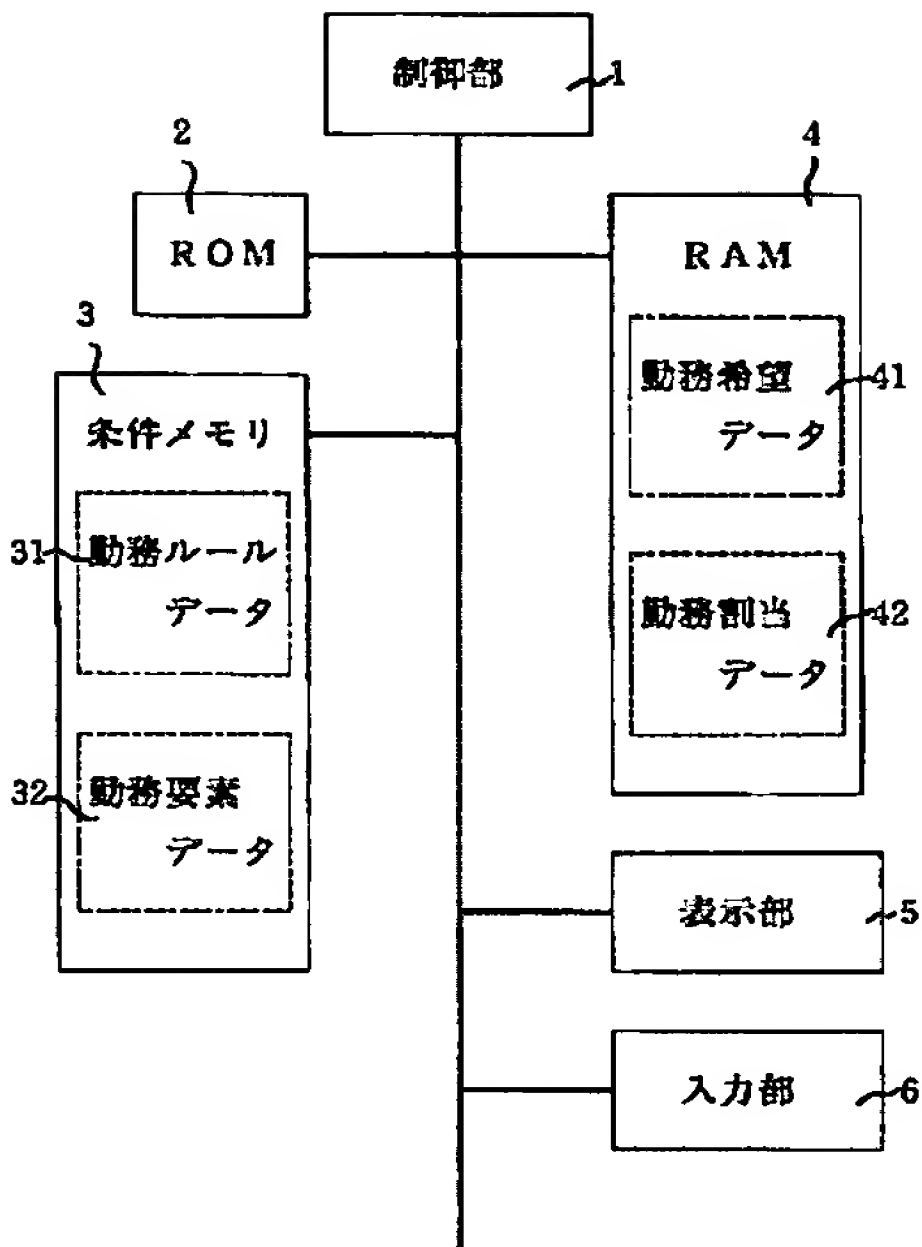 制御部
1
2
ROM
4
RAM
勤務希望
データ
41
勤務割当
データ
42
3
条件メモリ
31
勤務ルール
データ
32
勤務要素
データ
表示部
5
入力部
6